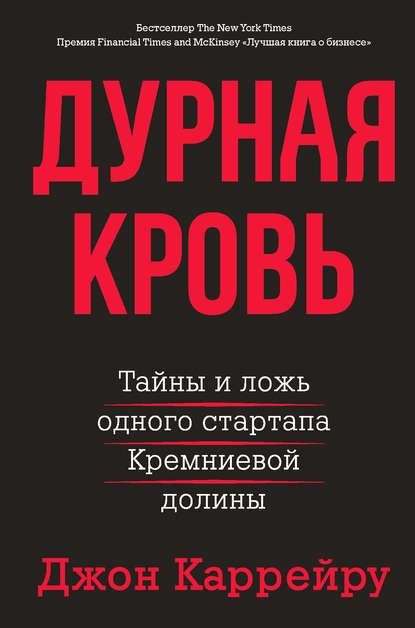 Бестселлер The New York Times
Премия Financial Times and McKinsey «Лучшая книга о бизнесе»
ДУРНАЯ
КРОВЬ
Тайны и ложь
одного стартапа
Кремниевой
долины
Джон Каррейру